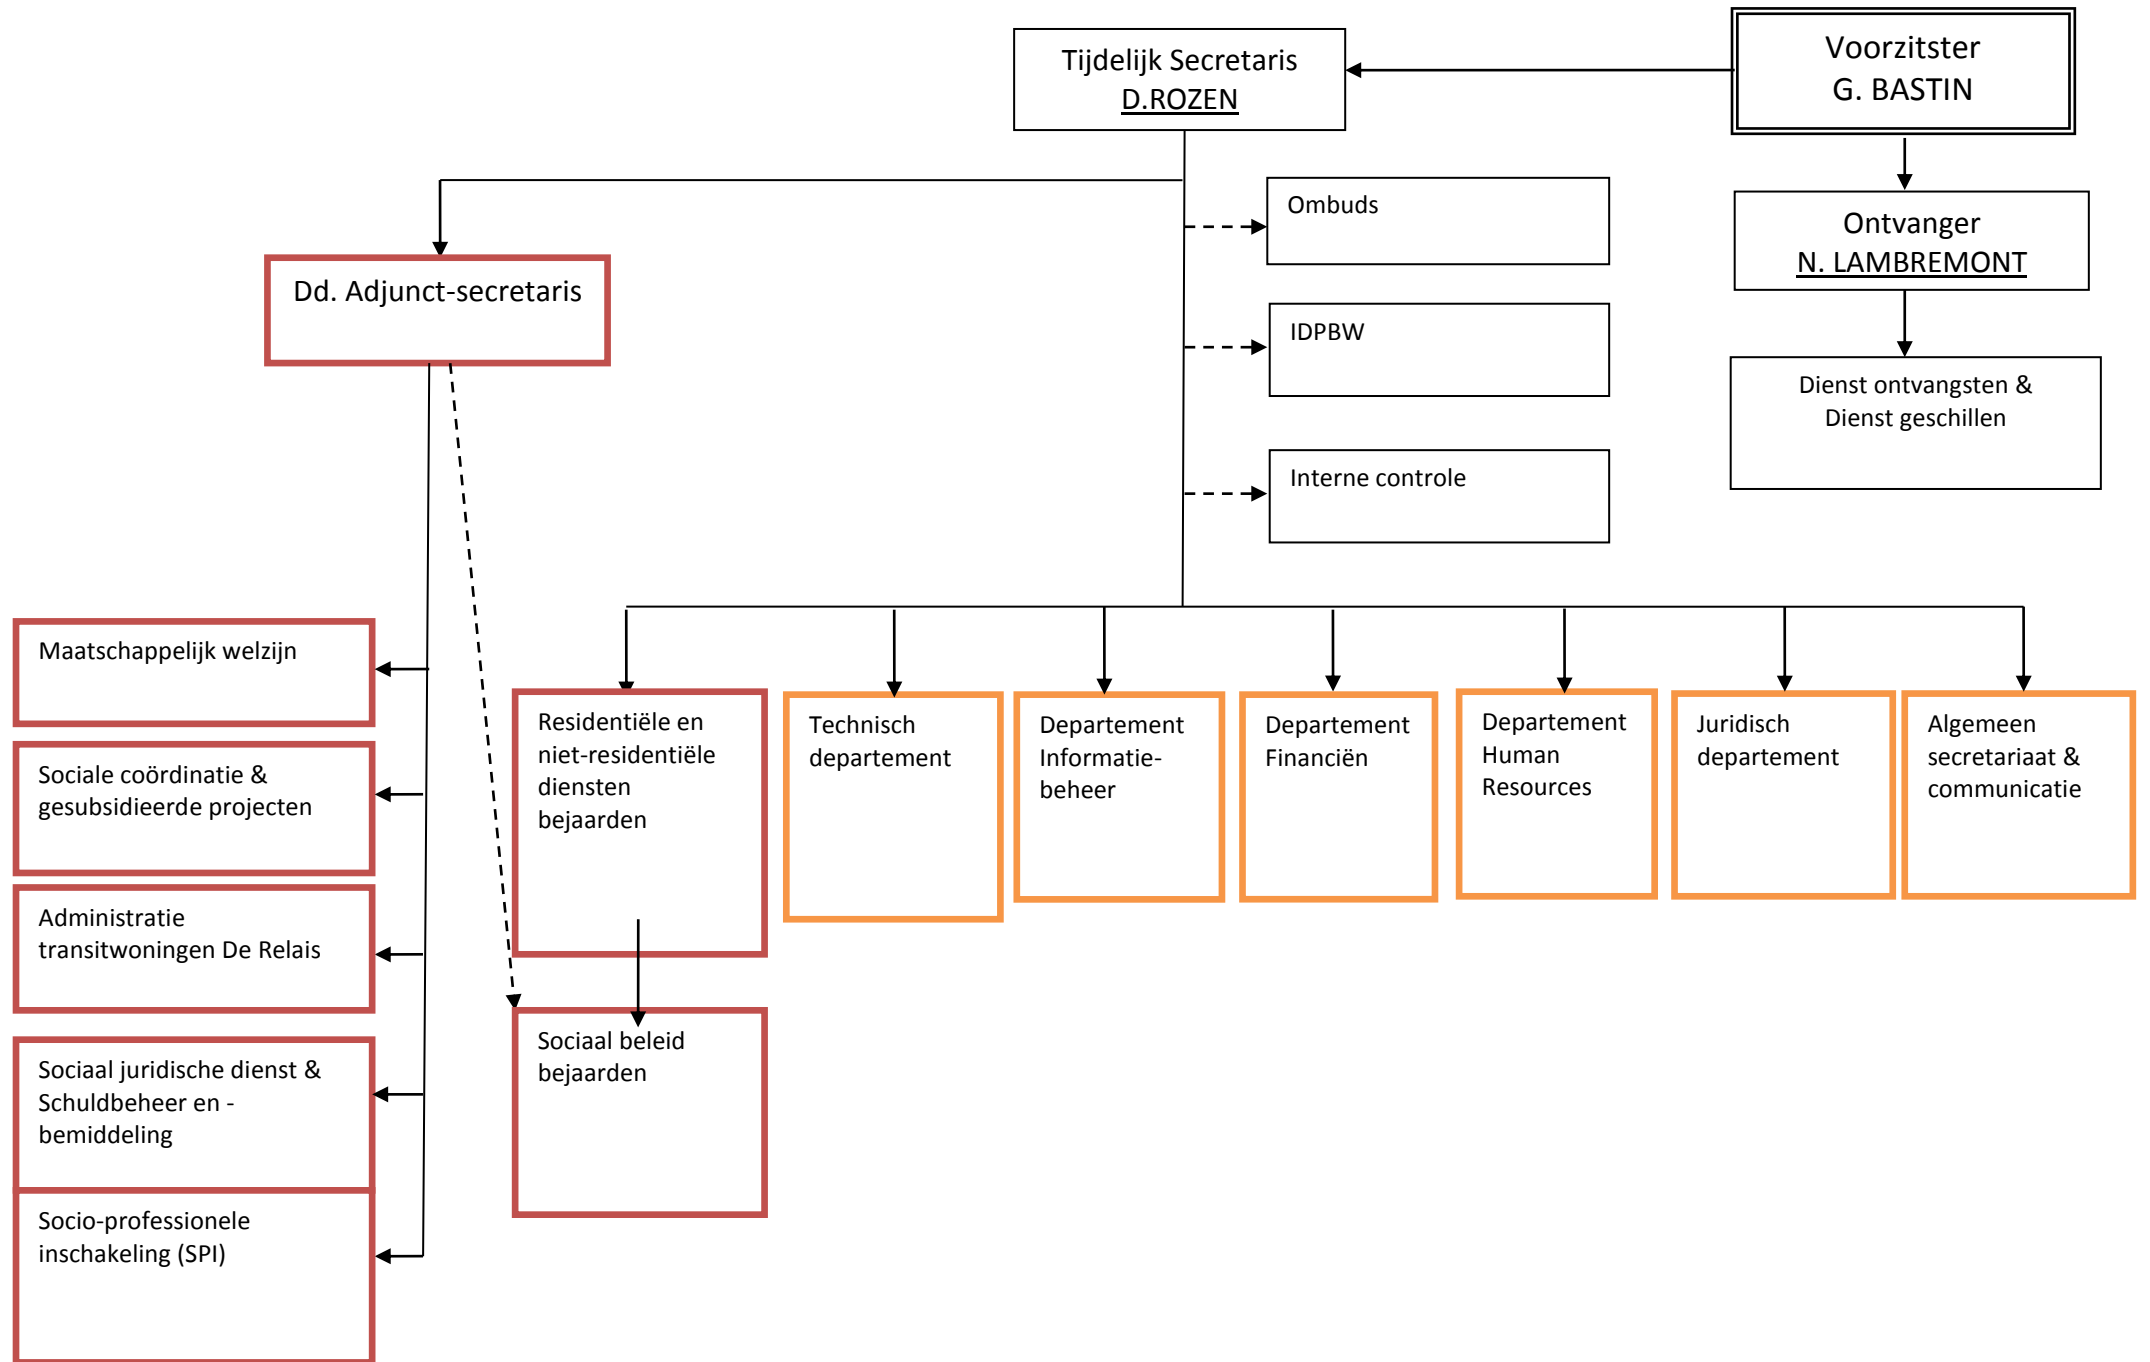 Tijdelijk Secretaris
D.ROZEN
Voorzitster
G. BASTIN
Ombuds
Ontvanger
N. LAMBREMONT
Dd. Adjunct-secretaris
IDPBW
Dienst ontvangsten &
Dienst geschillen
Interne controle
Maatschappelijk welzijn
Sociale coördinatie &
gesubsidieerde projecten
Administratie
transitwoningen De Relais
Sociaal juridische dienst &
Schuldbeheer en -
bemiddeling
Socio-professionele
inschakeling (SPI)
Residentiële en
niet-residentiële
diensten
bejaarden
Sociaal beleid
bejaarden
Technisch
departement
Departement
Informatie-
beheer
Departement
Financiën
Departement
Human
Resources
Juridisch
departement
Algemeen
secretariaat &
communicatie